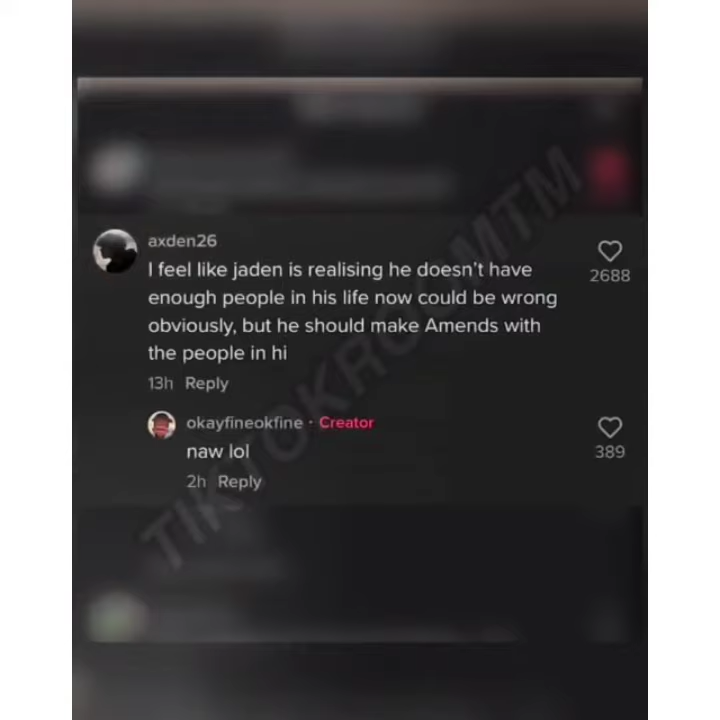 axden26
I feel like jaden is realising he doesn't have
enough people in his life now could be wrong
obviously, but he should make Amends with
the people in hi
2688
13h Reply
okayfineokfine · Creator
naw lol
389
2h Reply
TIKTOKROOMTM